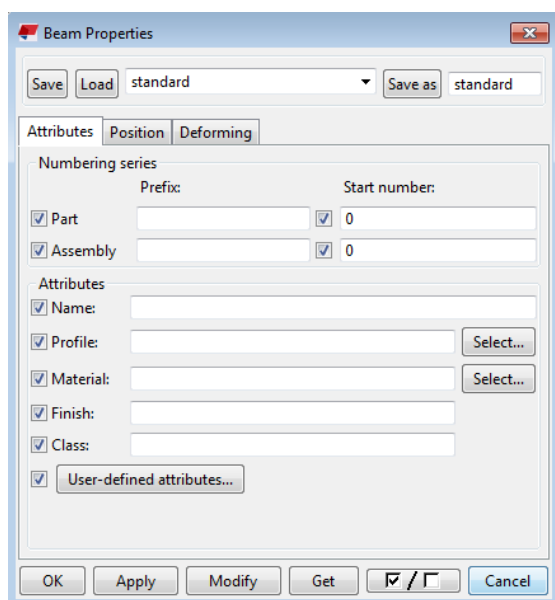 Beam Properties
Save Load standard Save as standard
Attributes Position Deforming
Numbering series
Prefix: Start number:
Part 0
Assembly 0
Attributes
Name:
Profile: Select...
Material: Select...
Finish:
Class:
User-defined attributes...
OK Apply Modify Get / Cancel